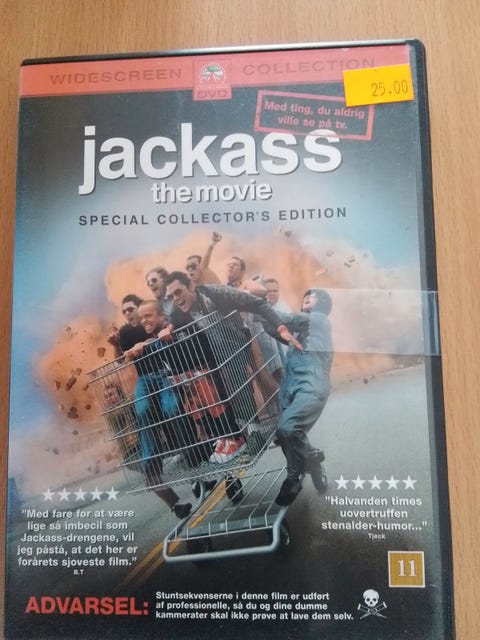 WIDESCREEN COLLECTION
DVD
25.00
Med ting, du aldrig
ville se på tv.
jackass
the movie
SPECIAL COLLECTOR'S EDITION
"Med fare for at være
lige så imbecil som
Jackass-drengene, vil
jeg påstå, at det her er
forårets sjoveste film."
B.T
"Halvanden times
uovertruffen
stenalder-humor..."
Tjeck
11
ADVARSEL:
Stuntsekvenserne i denne film er udført
af professionelle, så du og dine dumme
kammerater skal ikke prøve at lave dem selv.